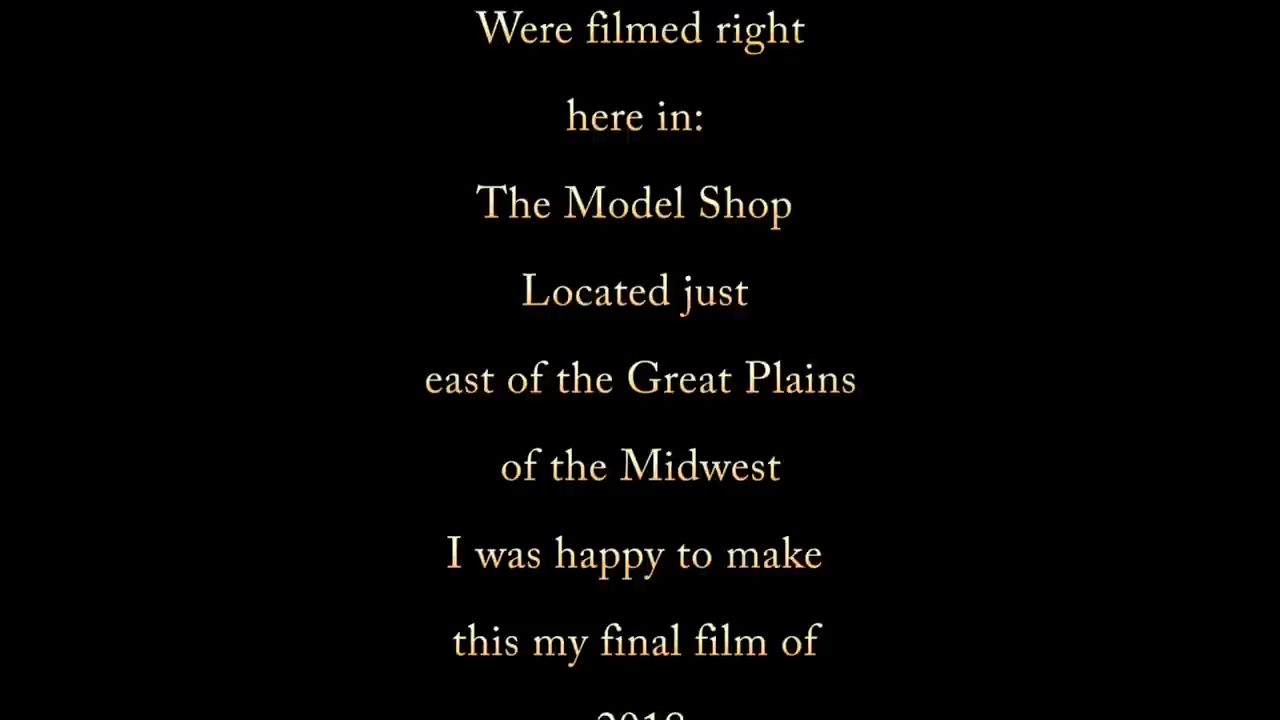 Were filmed right
here in:
The Model Shop
Located just
east of the Great Plains
of the Midwest
I was happy to make
this my final film of
2018